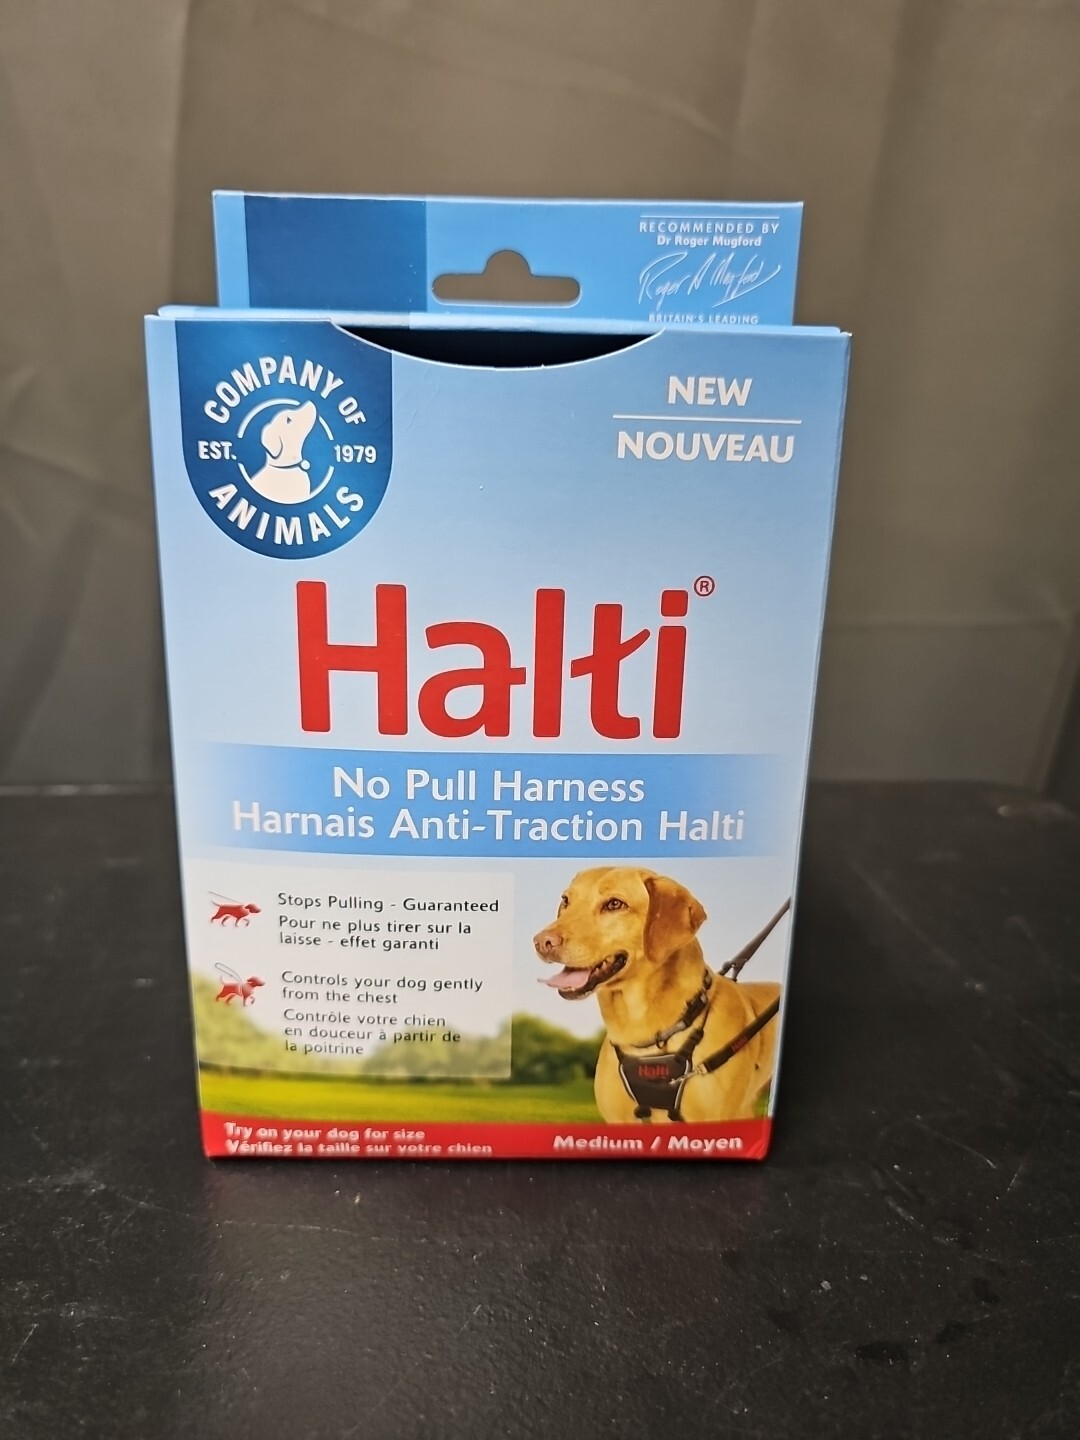 RECOMMENDED BY
Dr Roger Mugford
Roger A Mugford
BRITAIN'S LEADING
COMPANY OF
EST. 1979
ANIMALS
NEW
NOUVEAU
Halti®
No Pull Harness
Harnais Anti-Traction Halti
Stops Pulling - Guaranteed
Pour ne plus tirer sur la
laisse - effet garanti
Controls your dog gently
from the chest
Contrôle votre chien
en douceur à partir de
la poitrine
Halti
Try on your dog for size
Vérifiez la taille sur votre chien
Medium / Moyen